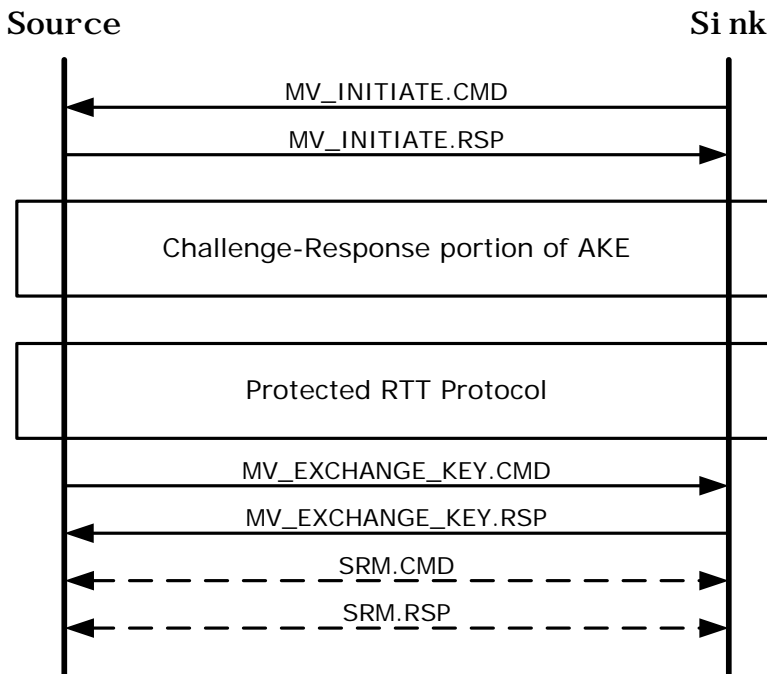 Source
Sink
MV_INITIATE.CMD
MV_INITIATE.RSP
Challenge-Response portion of AKE
Protected RTT Protocol
MV_EXCHANGE_KEY.CMD
MV_EXCHANGE_KEY.RSP
SRM.CMD
SRM.RSP